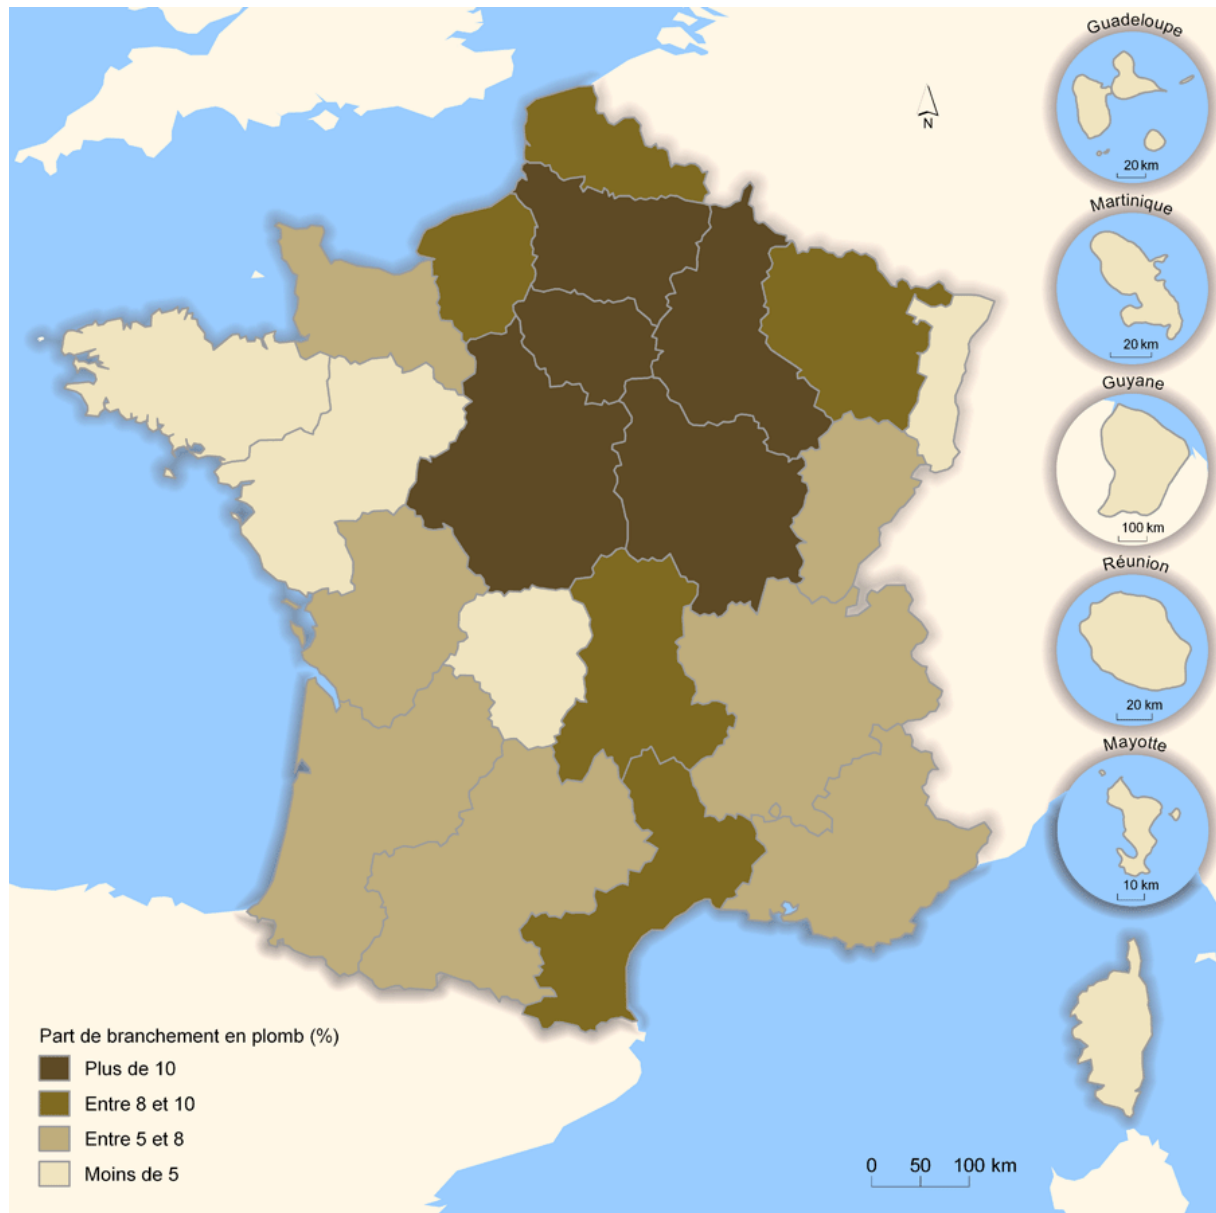 Guadeloupe
20 km
N
Martinique
20 km
Guyane
100 km
Réunion
20 km
Mayotte
10 km
Part de branchement en plomb (%)
Plus de 10
Entre 8 et 10
Entre 5 et 8
Moins de 5
0 50 100 km